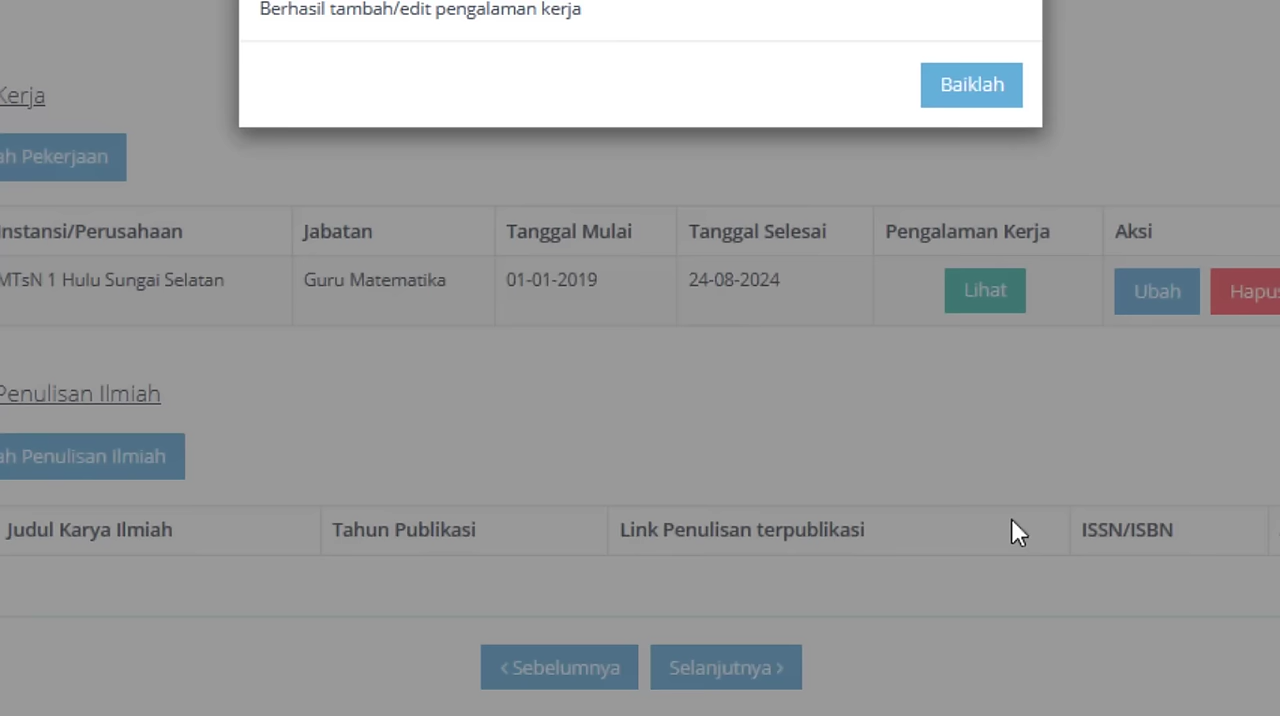 Berhasil tambah/edit pengalaman kerja
Baiklah
Kerja
ah Pekerjaan
Instansi/Perusahaan Jabatan Tanggal Mulai Tanggal Selesai Pengalaman Kerja Aksi
MTsN 1 Hulu Sungai Selatan Guru Matematika 01-01-2019 24-08-2024 Lihat Ubah Hapus
Penulisan Ilmiah
ah Penulisan Ilmiah
Judul Karya Ilmiah Tahun Publikasi Link Penulisan terpublikasi ISSN/ISBN
‹ Sebelumnya Selanjutnya ›